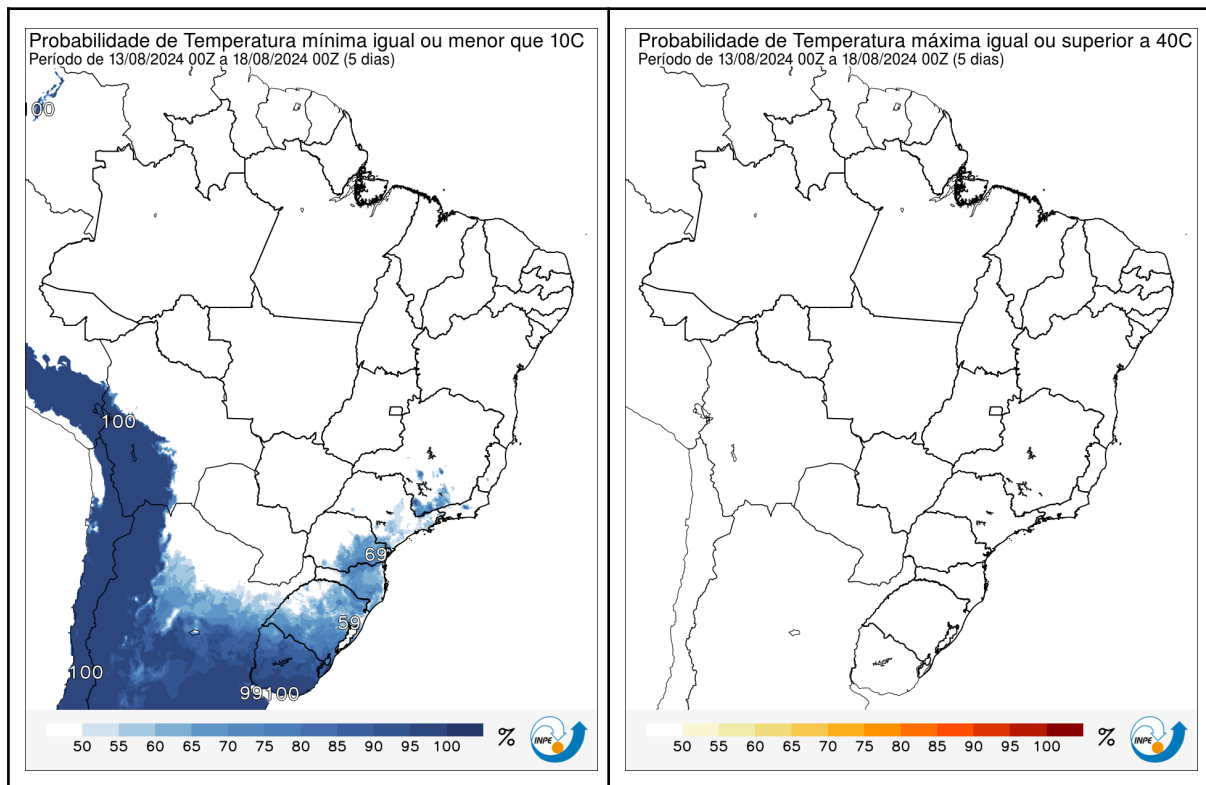 Probabilidade de Temperatura mínima igual ou menor que 10C
Período de 13/08/2024 00Z a 18/08/2024 00Z (5 dias)
100
100
69
59
100
99100
50 55 60 65 70 75 80 85 90 95 100 %
INPE
Probabilidade de Temperatura máxima igual ou superior a 40C
Período de 13/08/2024 00Z a 18/08/2024 00Z (5 dias)
50 55 60 65 70 75 80 85 90 95 100 %
INPE